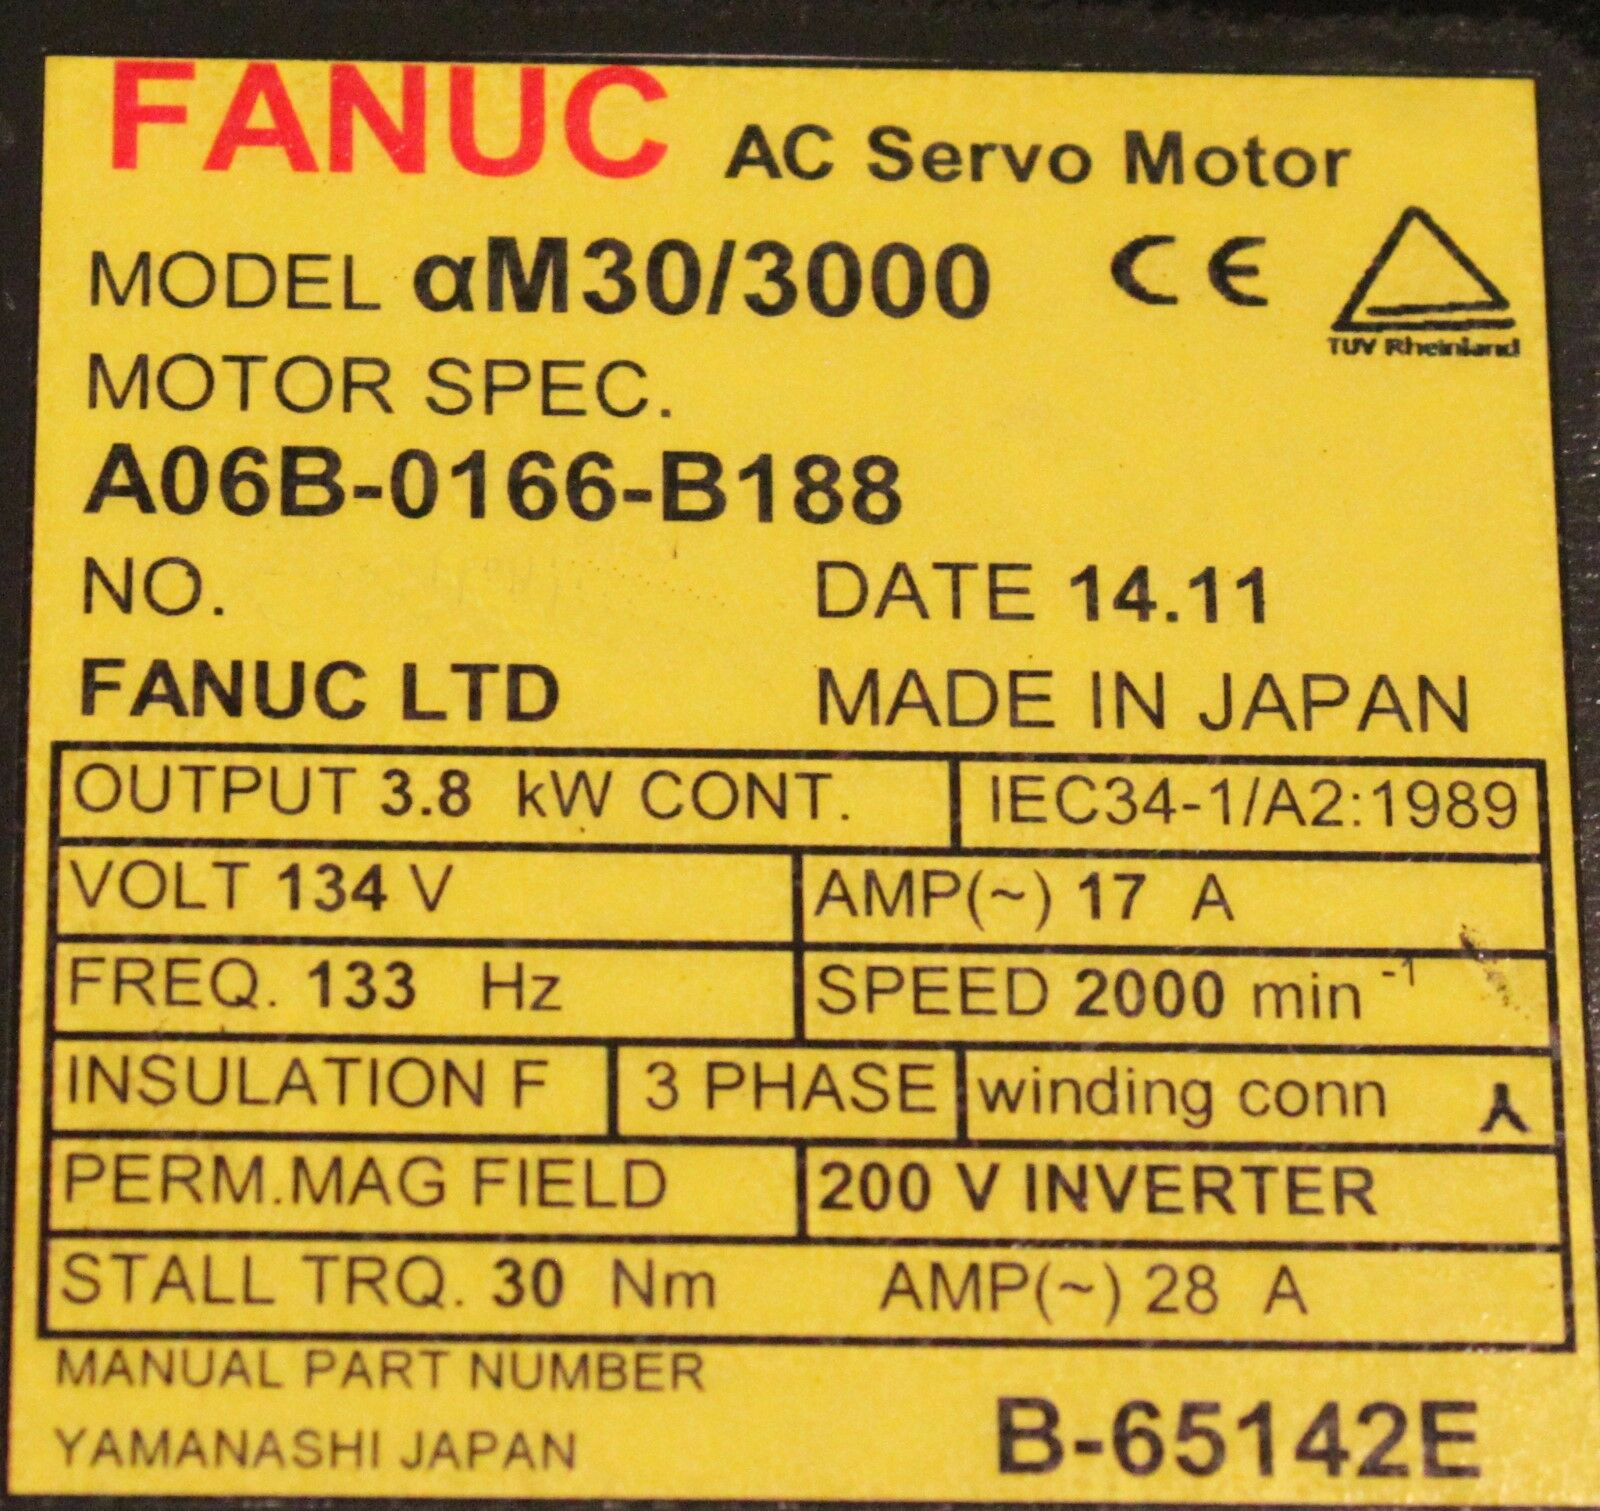 FANUC AC Servo Motor
MODEL αM30/3000 CE
TUV Rheinland
MOTOR SPEC.
A06B-0166-B188
NO. DATE 14.11
FANUC LTD MADE IN JAPAN
OUTPUT 3.8 kW CONT. IEC34-1/A2:1989
VOLT 134 V AMP(~) 17 A
FREQ. 133 Hz SPEED 2000 min⁻¹
INSULATION F 3 PHASE winding conn
PERM.MAG FIELD 200 V INVERTER
STALL TRQ. 30 Nm AMP(~) 28 A
MANUAL PART NUMBER
YAMANASHI JAPAN B-65142E